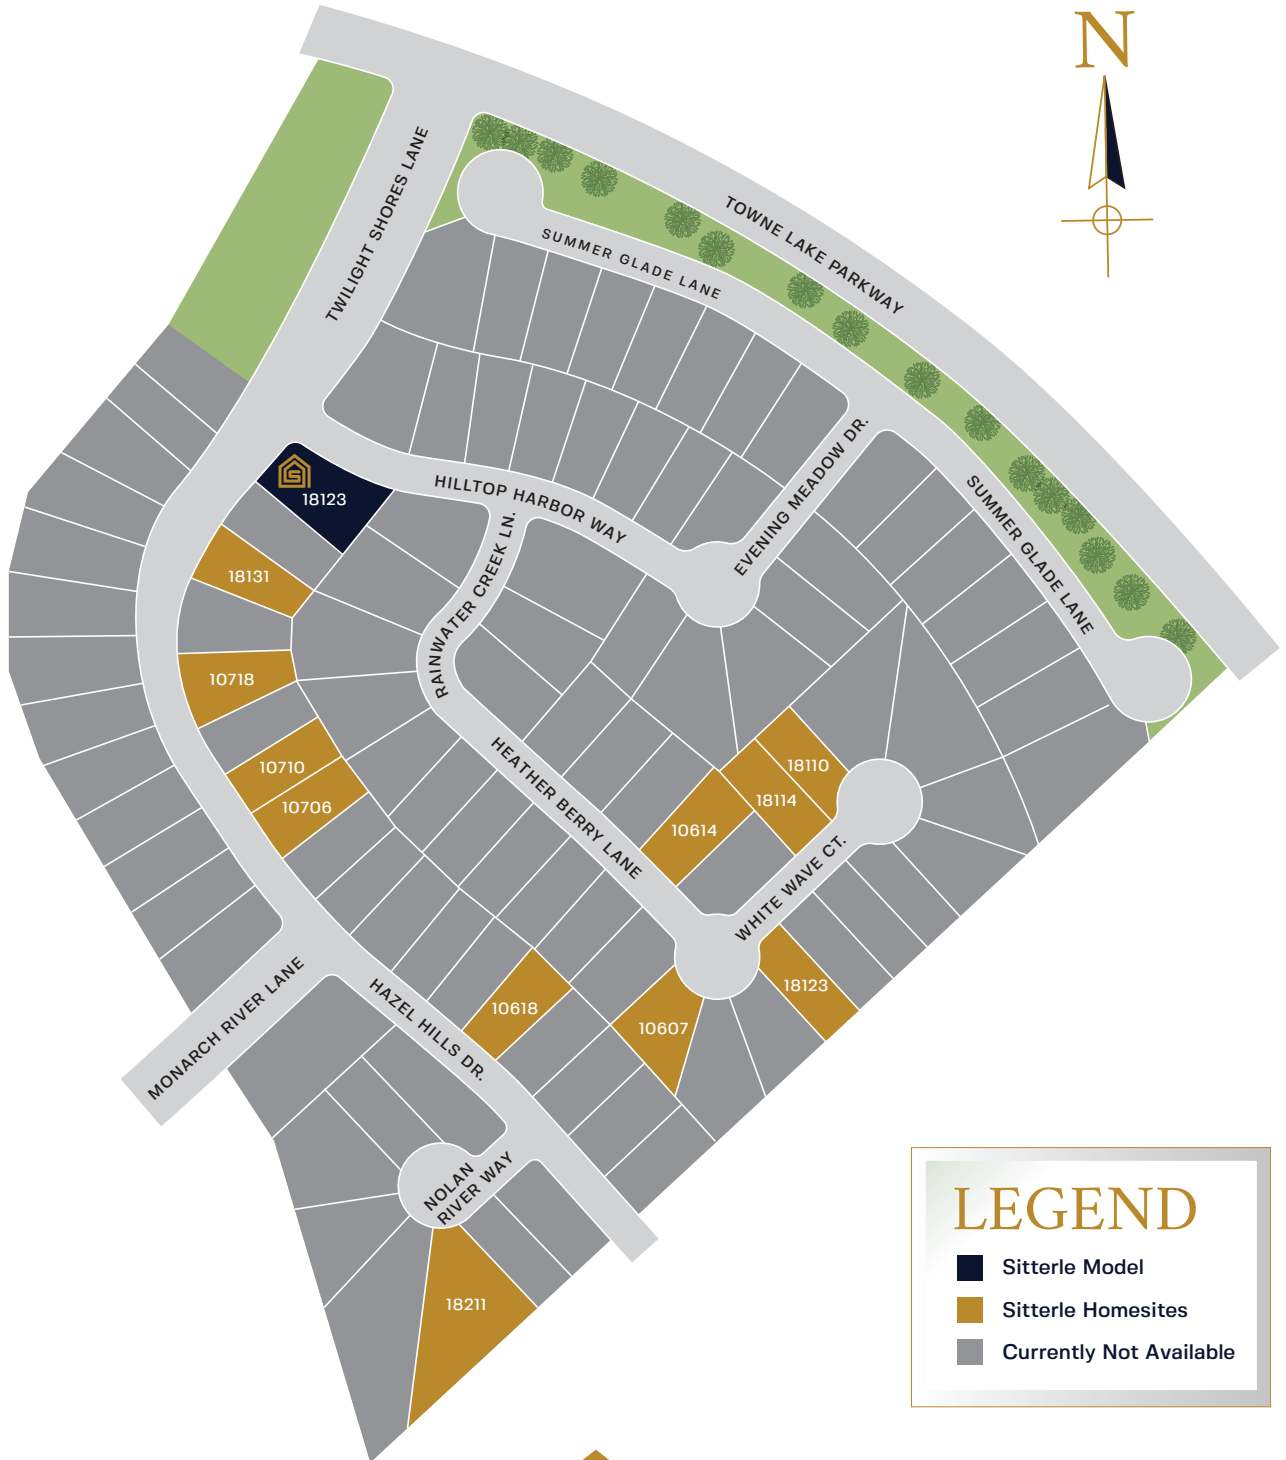 N
TOWNE LAKE PARKWAY
TWILIGHT SHORES LANE
SUMMER GLADE LANE
EVENING MEADOW DR.
HILLTOP HARBOR WAY
18123
SUMMER GLADE LANE
RAINWATER CREEK LN.
18131
10718
10710
10706
HEATHER BERRY LANE
18110
18114
10614
WHITE WAVE CT.
MONARCH RIVER LANE
HAZEL HILLS DR.
10618
10607
18123
NOLAN
RIVER WAY
18211
LEGEND
Sitterle Model
Sitterle Homesites
Currently Not Available